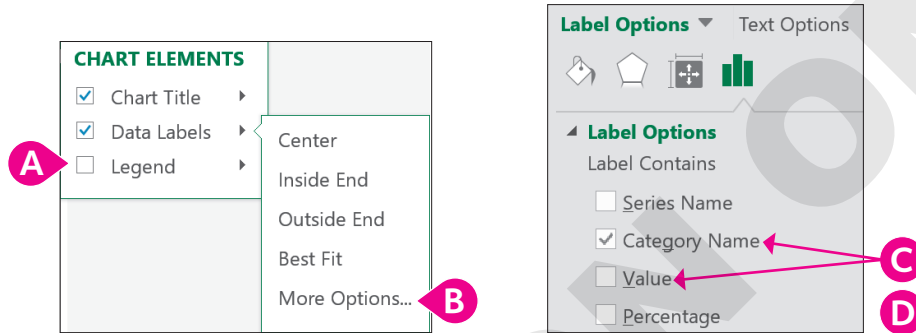 CHART ELEMENTS
Chart Title
Data Labels
Legend
A
Center
Inside End
Outside End
Best Fit
More Options...
B
Label Options Text Options
Label Options
Label Contains
Series Name
Category Name
Value
Percentage
C
D